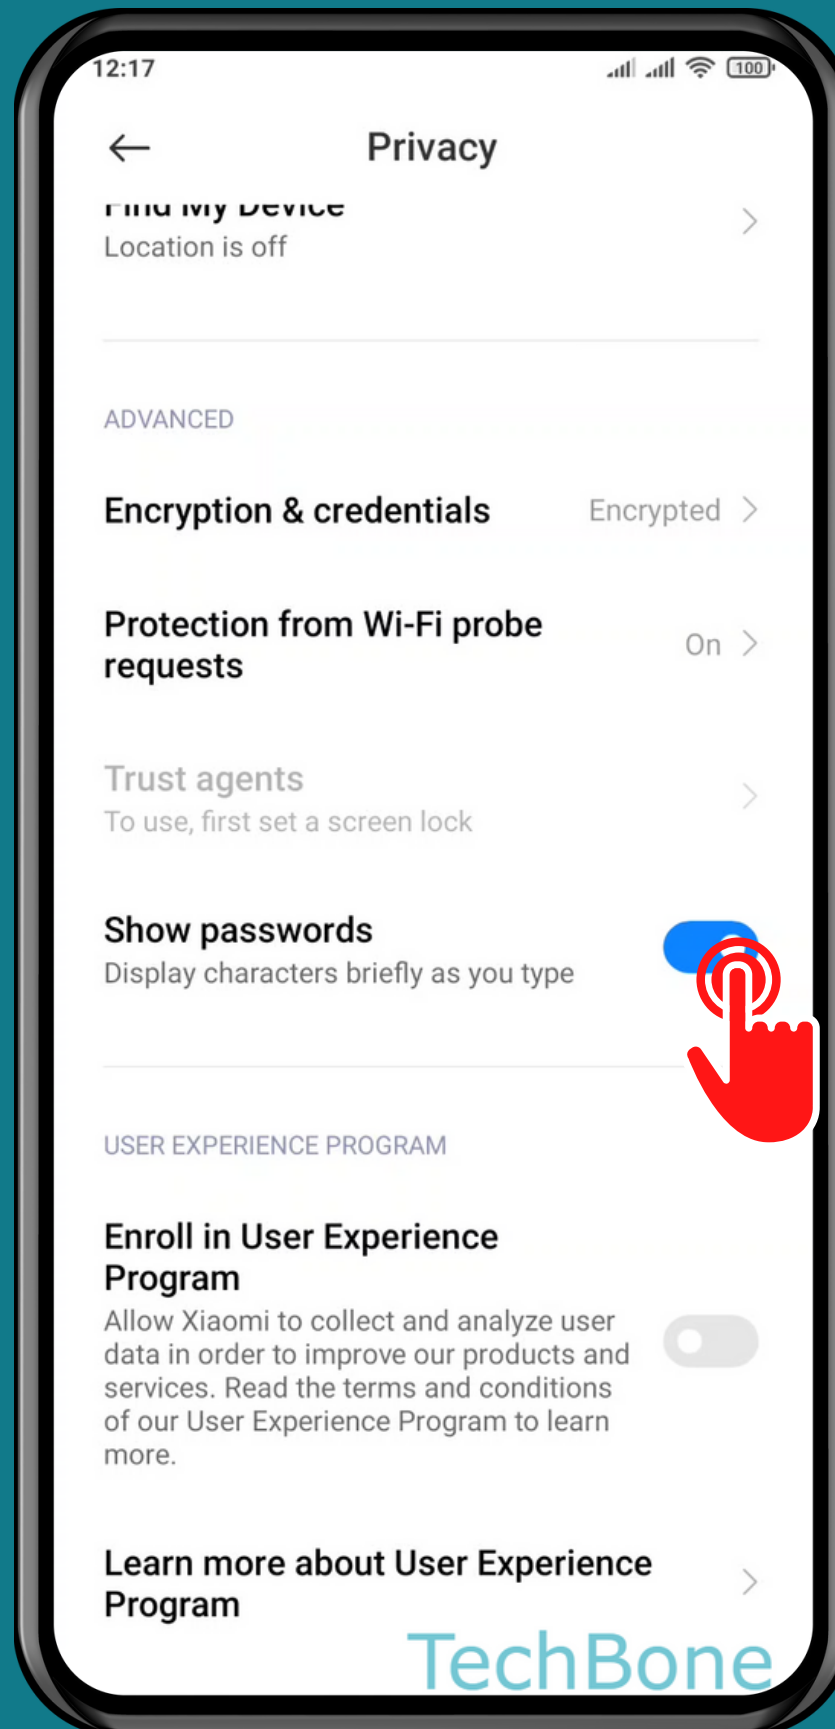 12:17
100
Privacy
Find My Device
Location is off
ADVANCED
Encryption & credentials
Encrypted
Protection from Wi-Fi probe
requests
On
Trust agents
To use, first set a screen lock
Show passwords
Display characters briefly as you type
USER EXPERIENCE PROGRAM
Enroll in User Experience
Program
Allow Xiaomi to collect and analyze user
data in order to improve our products and
services. Read the terms and conditions
of our User Experience Program to learn
more.
Learn more about User Experience
Program
TechBone